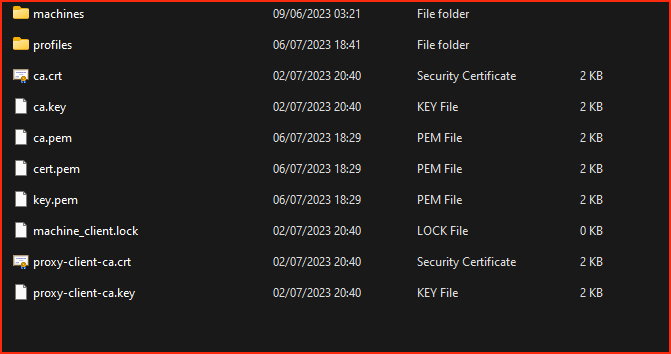 machines 09/06/2023 03:21 File folder
profiles 06/07/2023 18:41 File folder
ca.crt 02/07/2023 20:40 Security Certificate 2 KB
ca.key 02/07/2023 20:40 KEY File 2 KB
ca.pem 06/07/2023 18:29 PEM File 2 KB
cert.pem 06/07/2023 18:29 PEM File 2 KB
key.pem 06/07/2023 18:29 PEM File 2 KB
machine_client.lock 02/07/2023 20:40 LOCK File 0 KB
proxy-client-ca.crt 02/07/2023 20:40 Security Certificate 2 KB
proxy-client-ca.key 02/07/2023 20:40 KEY File 2 KB